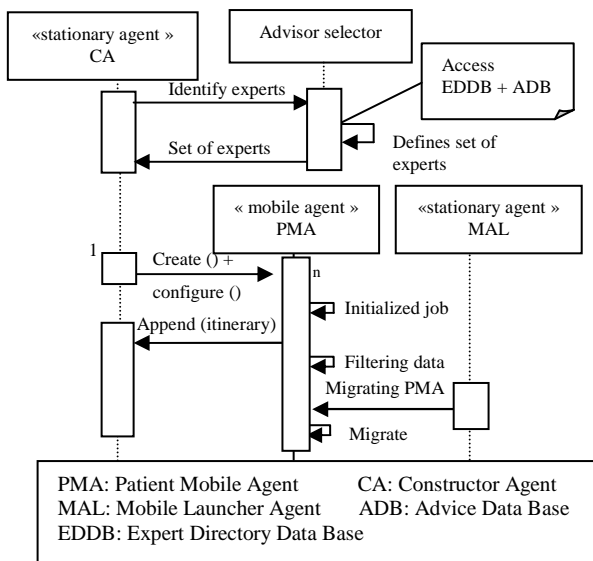 «stationary agent »
CA
Advisor selector
Access
EDDB + ADB
Identify experts
Defines set of
experts
Set of experts
« mobile agent »
PMA
«stationary agent »
MAL
1
Create () +
configure ()
n
Initialized job
Append (itinerary)
Filtering data
Migrating PMA
Migrate
PMA: Patient Mobile Agent CA: Constructor Agent
MAL: Mobile Launcher Agent ADB: Advice Data Base
EDDB: Expert Directory Data Base